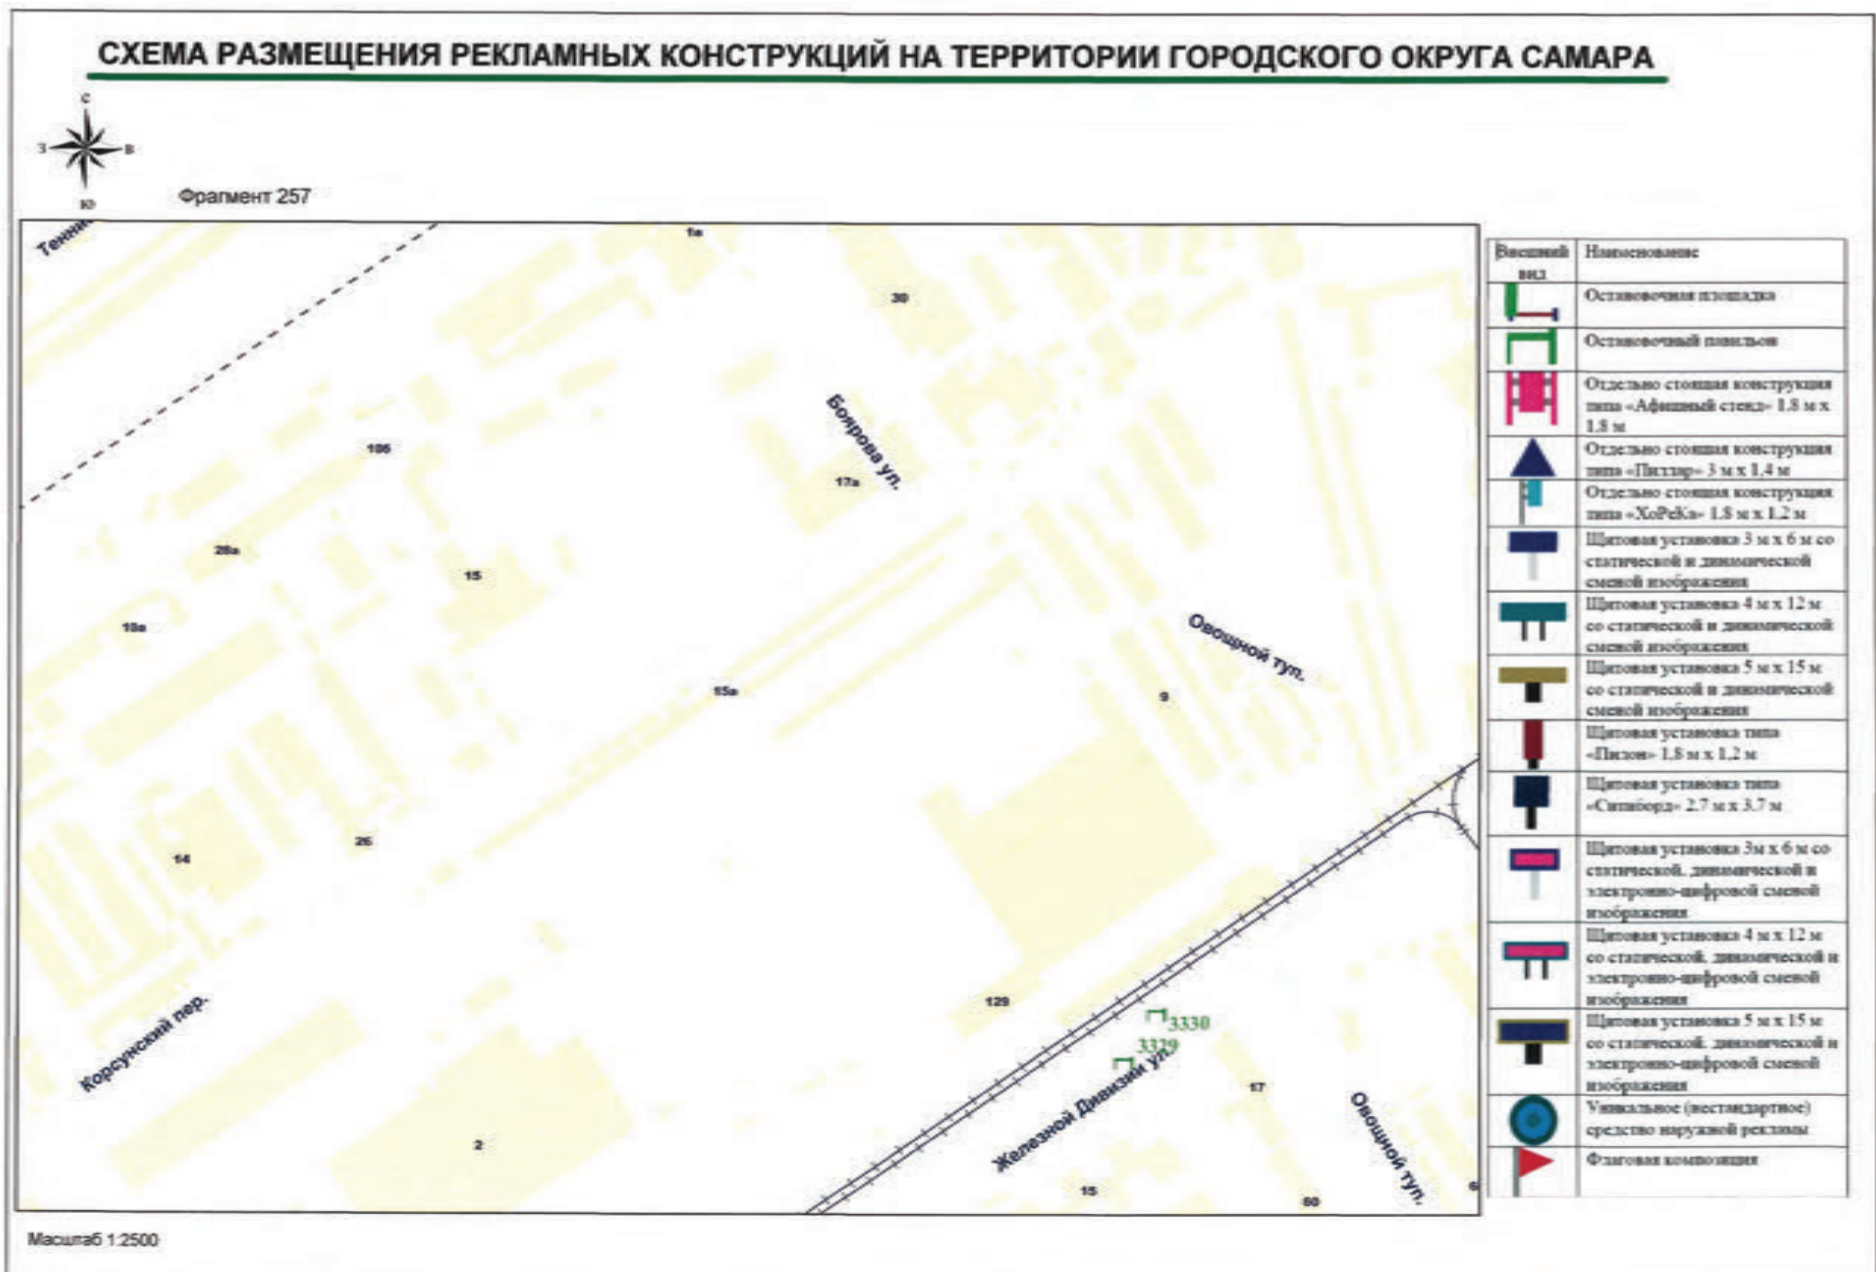 СХЕМА РАЗМЕЩЕНИЯ РЕКЛАМНЫХ КОНСТРУКЦИЙ НА ТЕРРИТОРИИ ГОРОДСКОГО ОКРУГА САМАРА
С
З
В
Ю
Фрагмент 257
Тенни
1а
30
Боярова ул.
10б
17а
28а
15
10а
Овощной туп.
15а
9
26
14
129
Корсунский пер.
3330
3329
Железной Дивизии ул.
17
Овощной туп.
2
15
60
6
Масштаб 1:2500
Внешний вид
Наименование
Остановочная площадка
Остановочный павильон
Отдельно стоящая конструкция
типа «Афишный стенд» 1.8 м х
1.8 м
Отдельно стоящая конструкция
типа «Пиллар» 3 м х 1,4 м
Отдельно стоящая конструкция
типа «ХоРеКа» 1.8 м х 1.2 м
Щитовая установка 3 м х 6 м со
статической и динамической
сменой изображения
Щитовая установка 4 м х 12 м
со статической и динамической
сменой изображения
Щитовая установка 5 м х 15 м
со статической и динамической
сменой изображения
Щитовая установка типа
«Пилон» 1,8 м х 1,2 м
Щитовая установка типа
«Ситиборд» 2.7 м х 3.7 м
Щитовая установка 3м х 6 м со
статической, динамической и
электронно-цифровой сменой
изображения
Щитовая установка 4 м х 12 м
со статической, динамической и
электронно-цифровой сменой
изображения
Щитовая установка 5 м х 15 м
со статической, динамической и
электронно-цифровой сменой
изображения
Уникальное (нестандартное)
средство наружной рекламы
Флаговая композиция